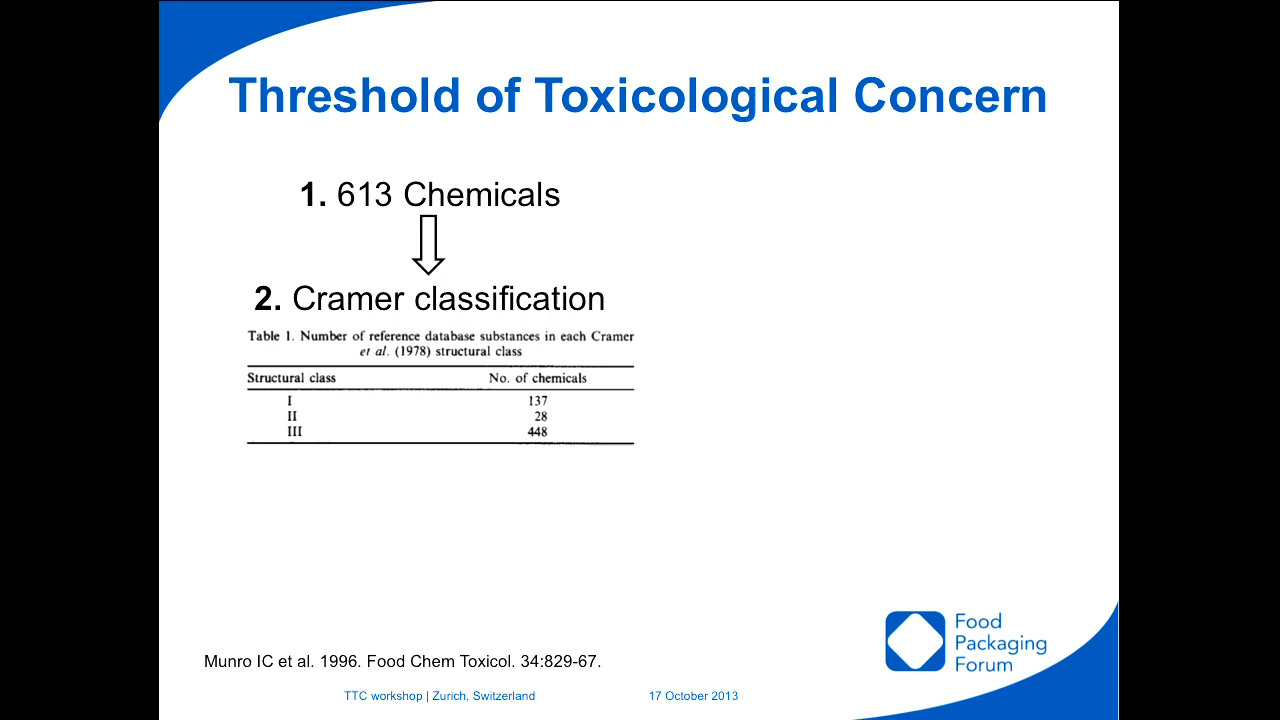 Threshold of Toxicological Concern
1. 613 Chemicals
2. Cramer classification
Table 1. Number of reference database substances in each Cramer
et al. (1978) structural class
Structural class No. of chemicals
I 137
II 28
III 448
Food
Packaging
Forum
Munro IC et al. 1996. Food Chem Toxicol. 34:829-67.
TTC workshop | Zurich, Switzerland 17 October 2013